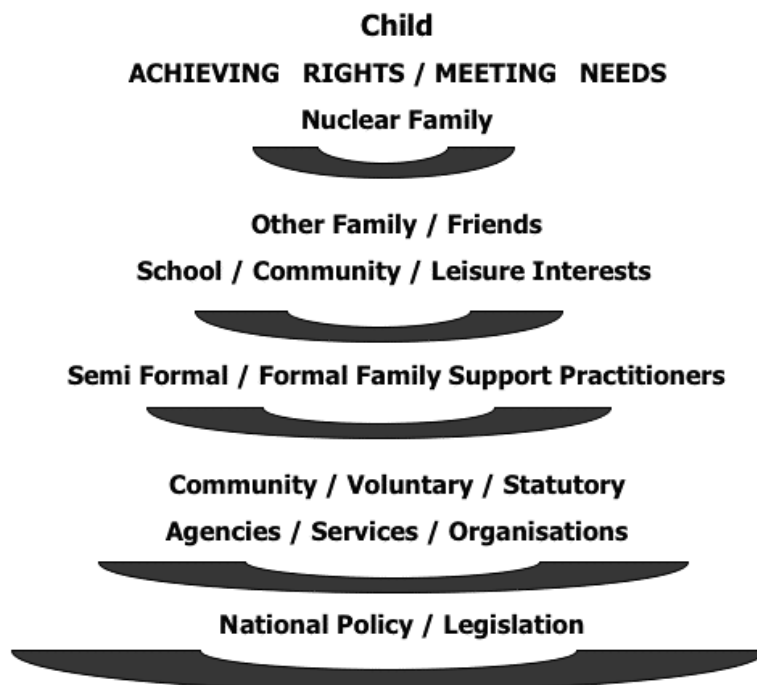 Child
ACHIEVING RIGHTS / MEETING NEEDS
Nuclear Family
Other Family / Friends
School / Community / Leisure Interests
Semi Formal / Formal Family Support Practitioners
Community / Voluntary / Statutory
Agencies / Services / Organisations
National Policy / Legislation